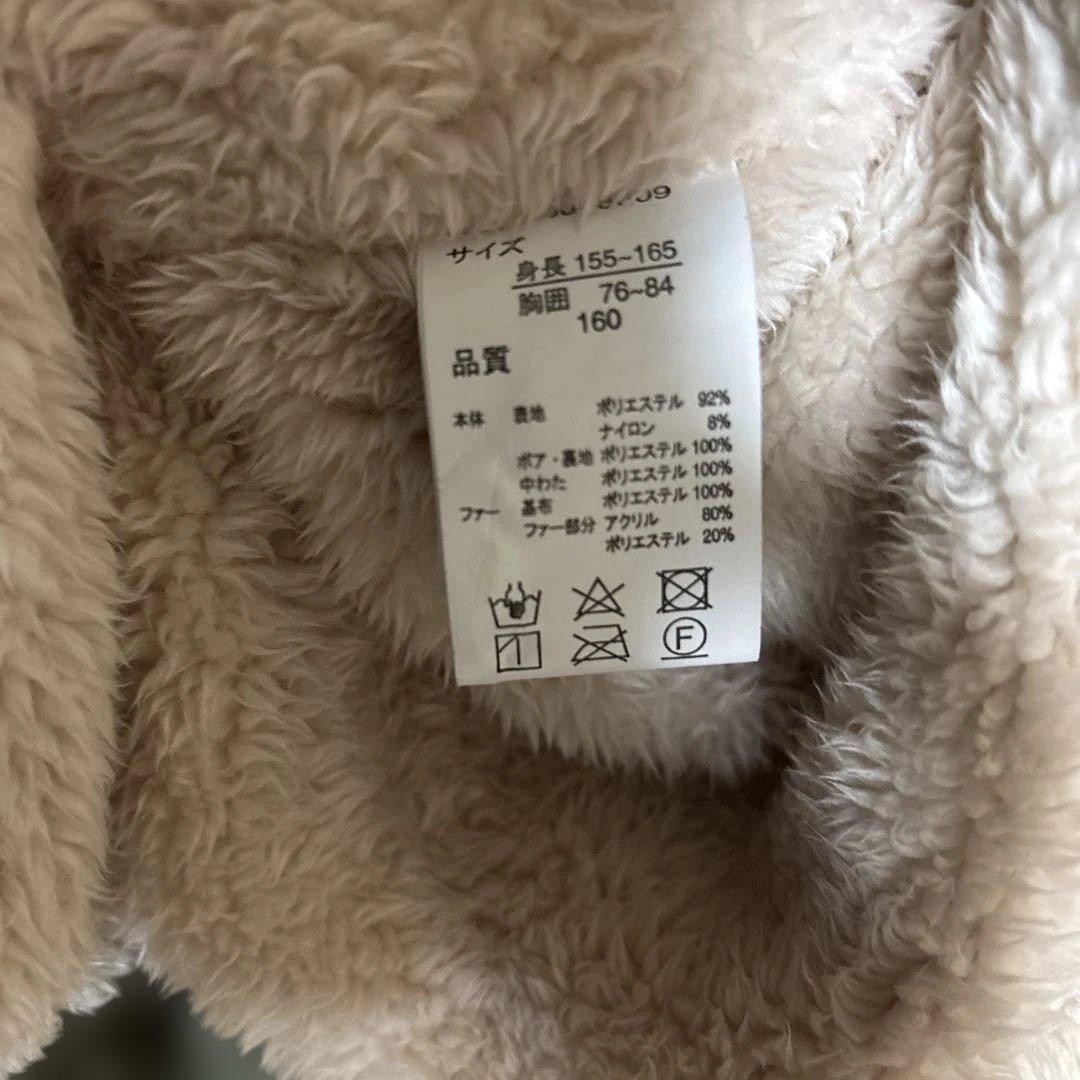 サイズ
身長 155~165
胸囲 76~84
160
品質
本体 表地 ポリエステル 92%
ナイロン 8%
ボア・裏地 ポリエステル 100%
中わた ポリエステル 100%
ファー 基布 ポリエステル 100%
ファー部分 アクリル 80%
ポリエステル 20%
F